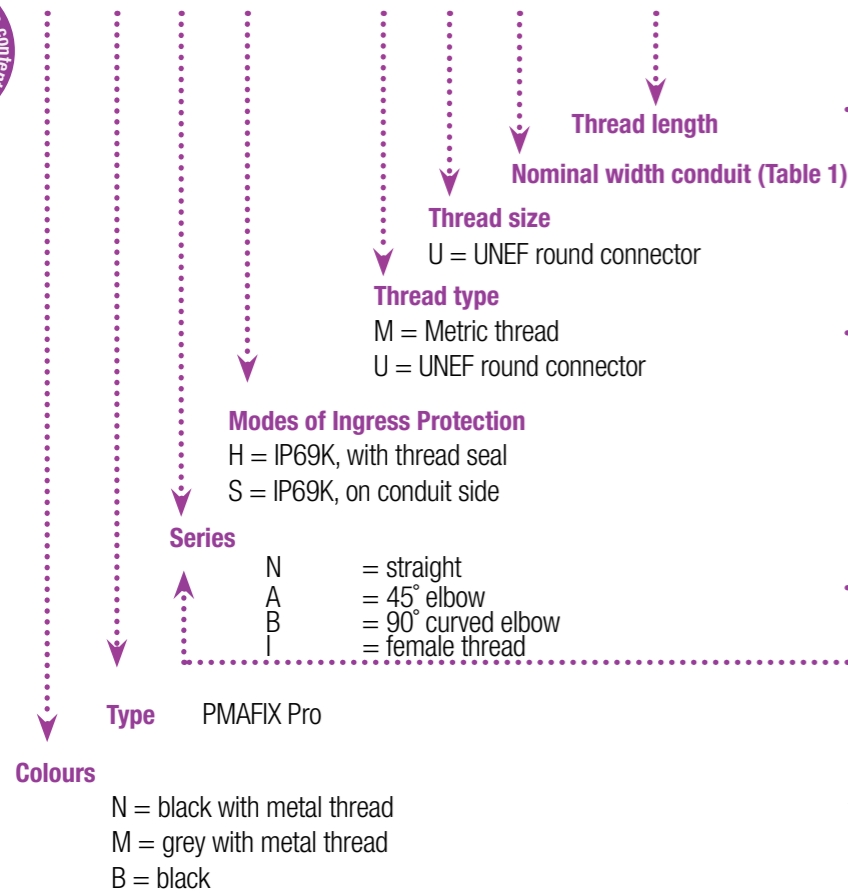 content
Thread length
Nominal width conduit (Table 1)
Thread size
U = UNEF round connector
Thread type
M = Metric thread
U = UNEF round connector
Modes of Ingress Protection
H = IP69K, with thread seal
S = IP69K, on conduit side
Series
N = straight
A = 45° elbow
B = 90° curved elbow
I = female thread
Type PMAFIX Pro
Colours
N = black with metal thread
M = grey with metal thread
B = black